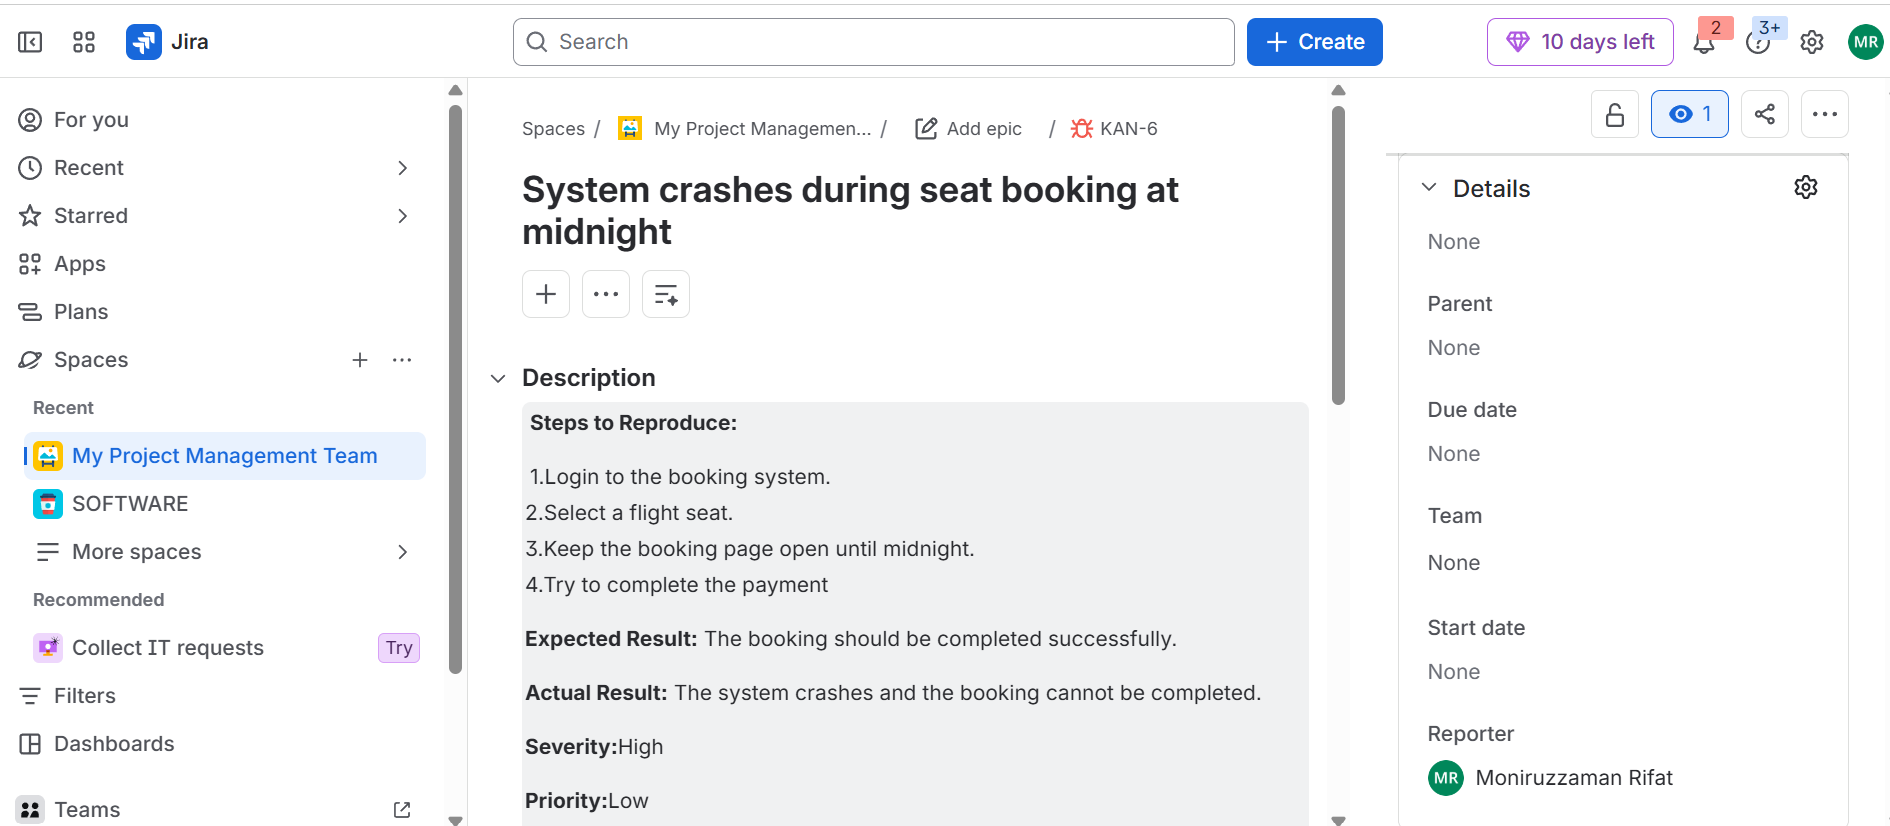 Jira
Search
Create
10 days left
2
3+
MR
For you
Recent
Starred
Apps
Plans
Spaces
Recent
My Project Management Team
SOFTWARE
More spaces
Recommended
Collect IT requests
Try
Filters
Dashboards
Teams
Spaces / My Project Managemen... / Add epic / KAN-6
System crashes during seat booking at
midnight
Description
Steps to Reproduce:
1.Login to the booking system.
2.Select a flight seat.
3.Keep the booking page open until midnight.
4.Try to complete the payment
Expected Result: The booking should be completed successfully.
Actual Result: The system crashes and the booking cannot be completed.
Severity:High
Priority:Low
1
Details
None
Parent
None
Due date
None
Team
None
Start date
None
Reporter
MR Moniruzzaman Rifat